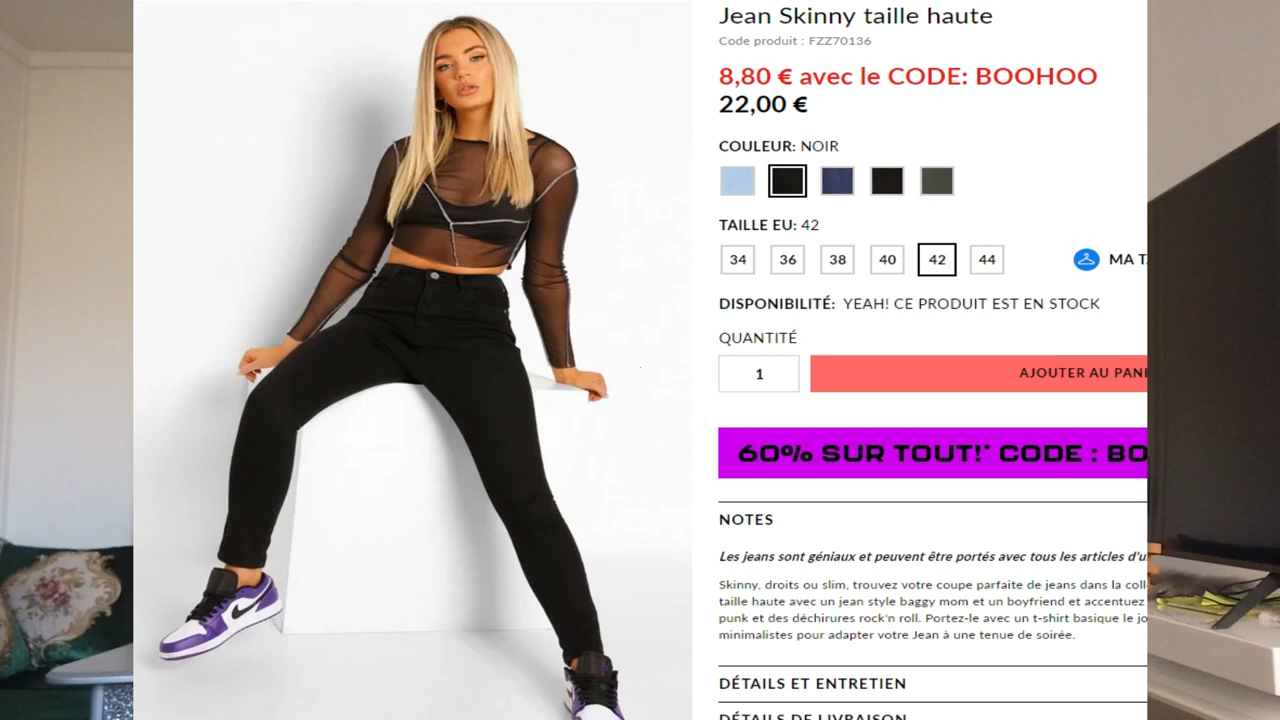 Jean Skinny taille haute
Code produit : FZZ70136
8,80 € avec le CODE: BOOHOO
22,00 €
COULEUR: NOIR
TAILLE EU: 42
34 36 38 40 42 44 MA T
DISPONIBILITÉ: YEAH! CE PRODUIT EST EN STOCK
QUANTITÉ
1 AJOUTER AU PANI
60% SUR TOUT!* CODE : BO
NOTES
Les jeans sont géniaux et peuvent être portés avec tous les articles d'u
Skinny, droits ou slim, trouvez votre coupe parfaite de jeans dans la coll
taille haute avec un jean style baggy mom et un boyfriend et accentuez
punk et des déchirures rock'n roll. Portez-le avec un t-shirt basique le jo
minimalistes pour adapter votre Jean à une tenue de soirée.
DÉTAILS ET ENTRETIEN
DÉTAILS DE LIVRAISON